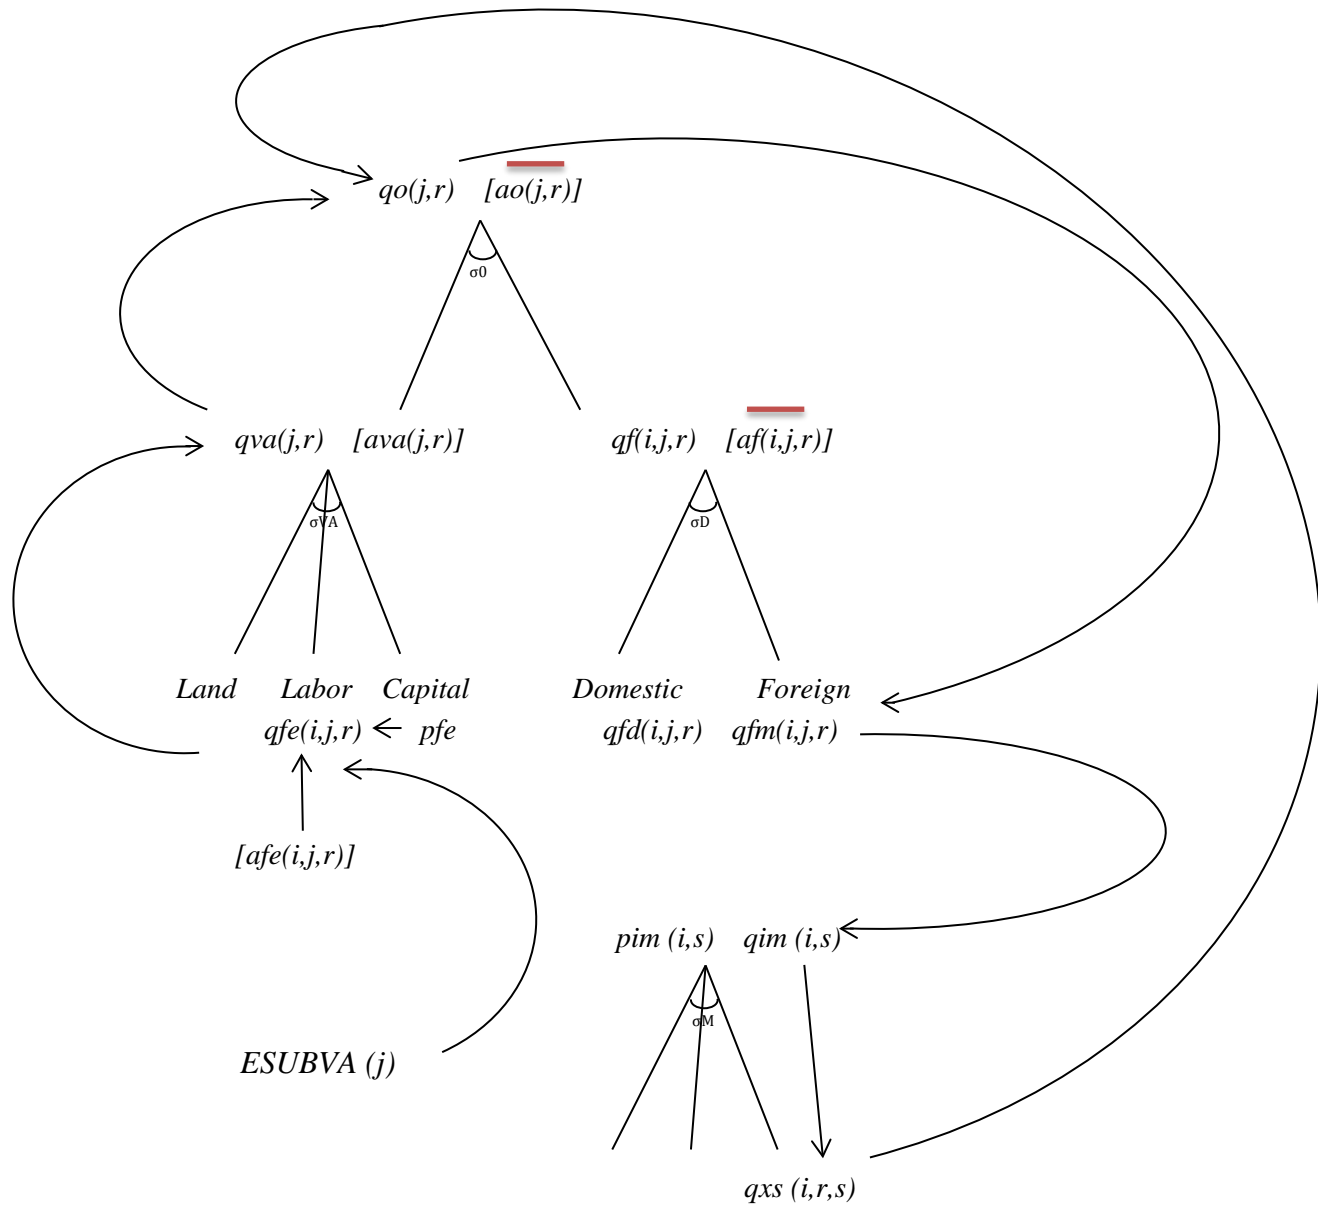 qo(j,r) [ao(j,r)]
σ0
qva(j,r) [ava(j,r)] qf(i,j,r) [af(i,j,r)]
σVA σD
Land Labor Capital Domestic Foreign
qfe(i,j,r) pfe qfd(i,j,r) qfm(i,j,r)
[afe(i,j,r)]
pim (i,s) qim (i,s)
σM
ESUBVA (j)
qxs (i,r,s)